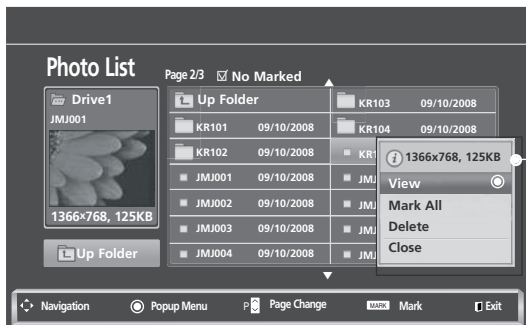 Photo List
Page 2/3 No Marked
Drive1
JMJ001
1366×768, 125KB
Up Folder
Up Folder
KR101 09/10/2008
KR102 09/10/2008
JMJ001 09/10/2008
JMJ002 09/10/2008
JMJ003 09/10/2008
JMJ004 09/10/2008
KR103 09/10/2008
KR104 09/10/2008
1366x768, 125KB
View
Mark All
Delete
Close
Navigation Popup Menu P Page Change MARK Mark Exit